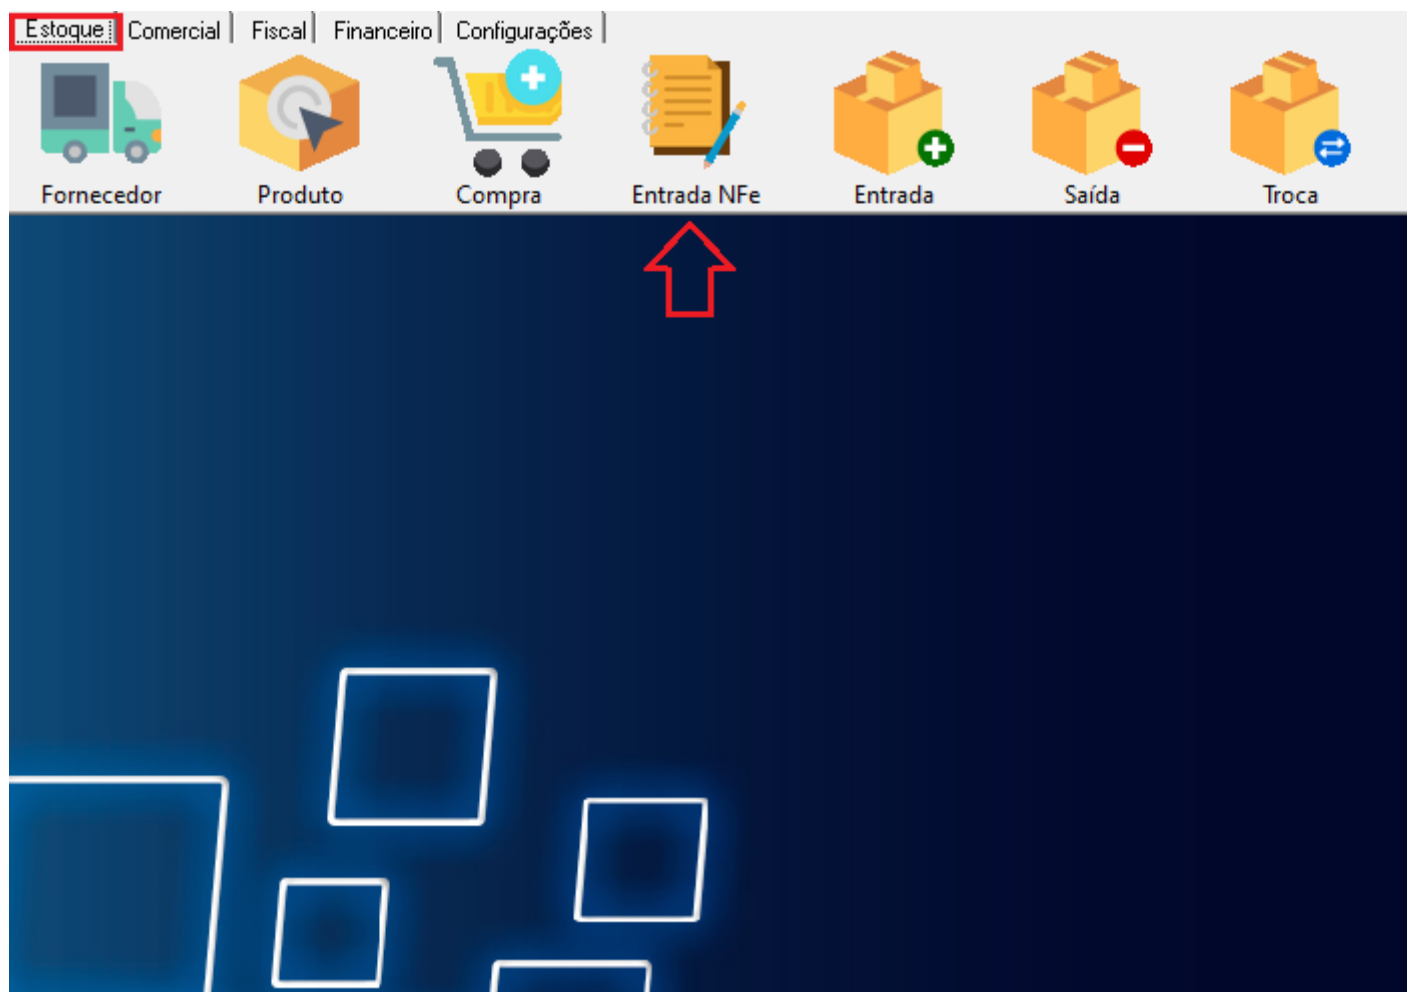 Estoque Comercial Fiscal Financeiro Configurações
Fornecedor Produto Compra Entrada NFe Entrada Saída Troca